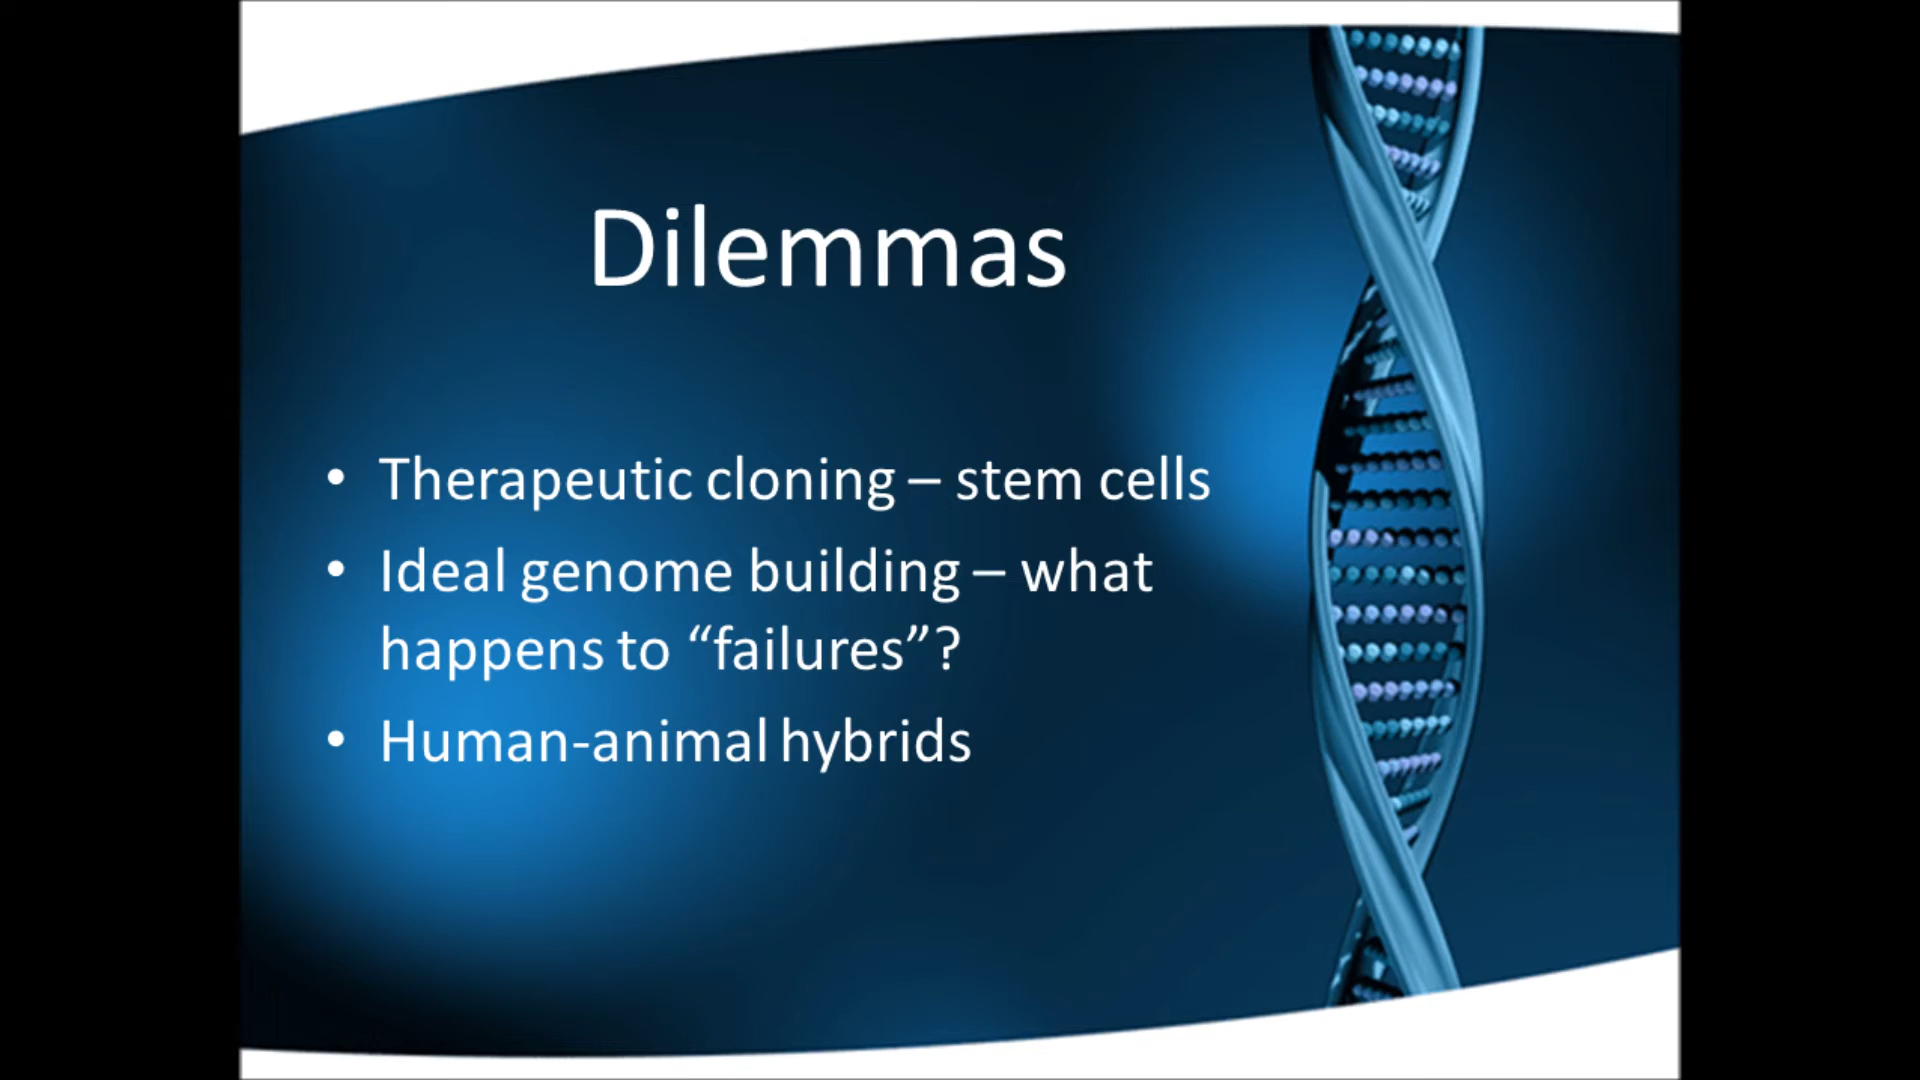 Dilemmas
• Therapeutic cloning – stem cells
• Ideal genome building – what
happens to “failures”?
• Human-animal hybrids